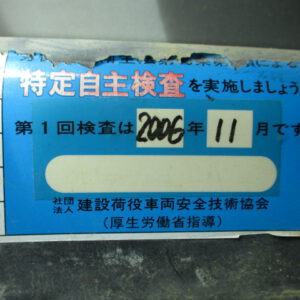 特定自主検査を実施しましょう
第1回検査は2006年11月です
社団法人 建設荷役車両安全技術協会
(厚生労働省指導)